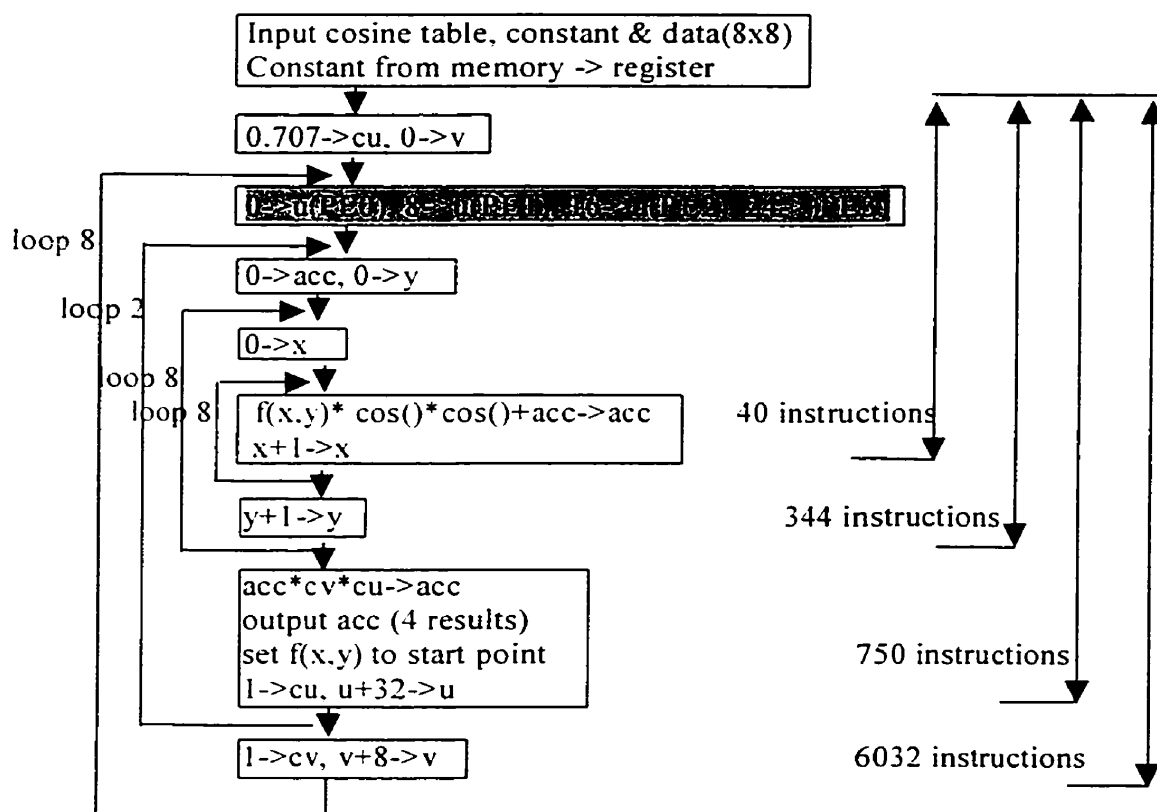 Input cosine table, constant & data(8x8)
Constant from memory -> register
0.707->cu, 0->v
loop 8
0->acc, 0->y
loop 2
0->x
loop 8
loop 8
f(x,y)* cos()*cos()+acc->acc
x+1->x
40 instructions
y+1->y
344 instructions
acc*cv*cu->acc
output acc (4 results)
set f(x,y) to start point
1->cu, u+32->u
750 instructions
1->cv, v+8->v
6032 instructions